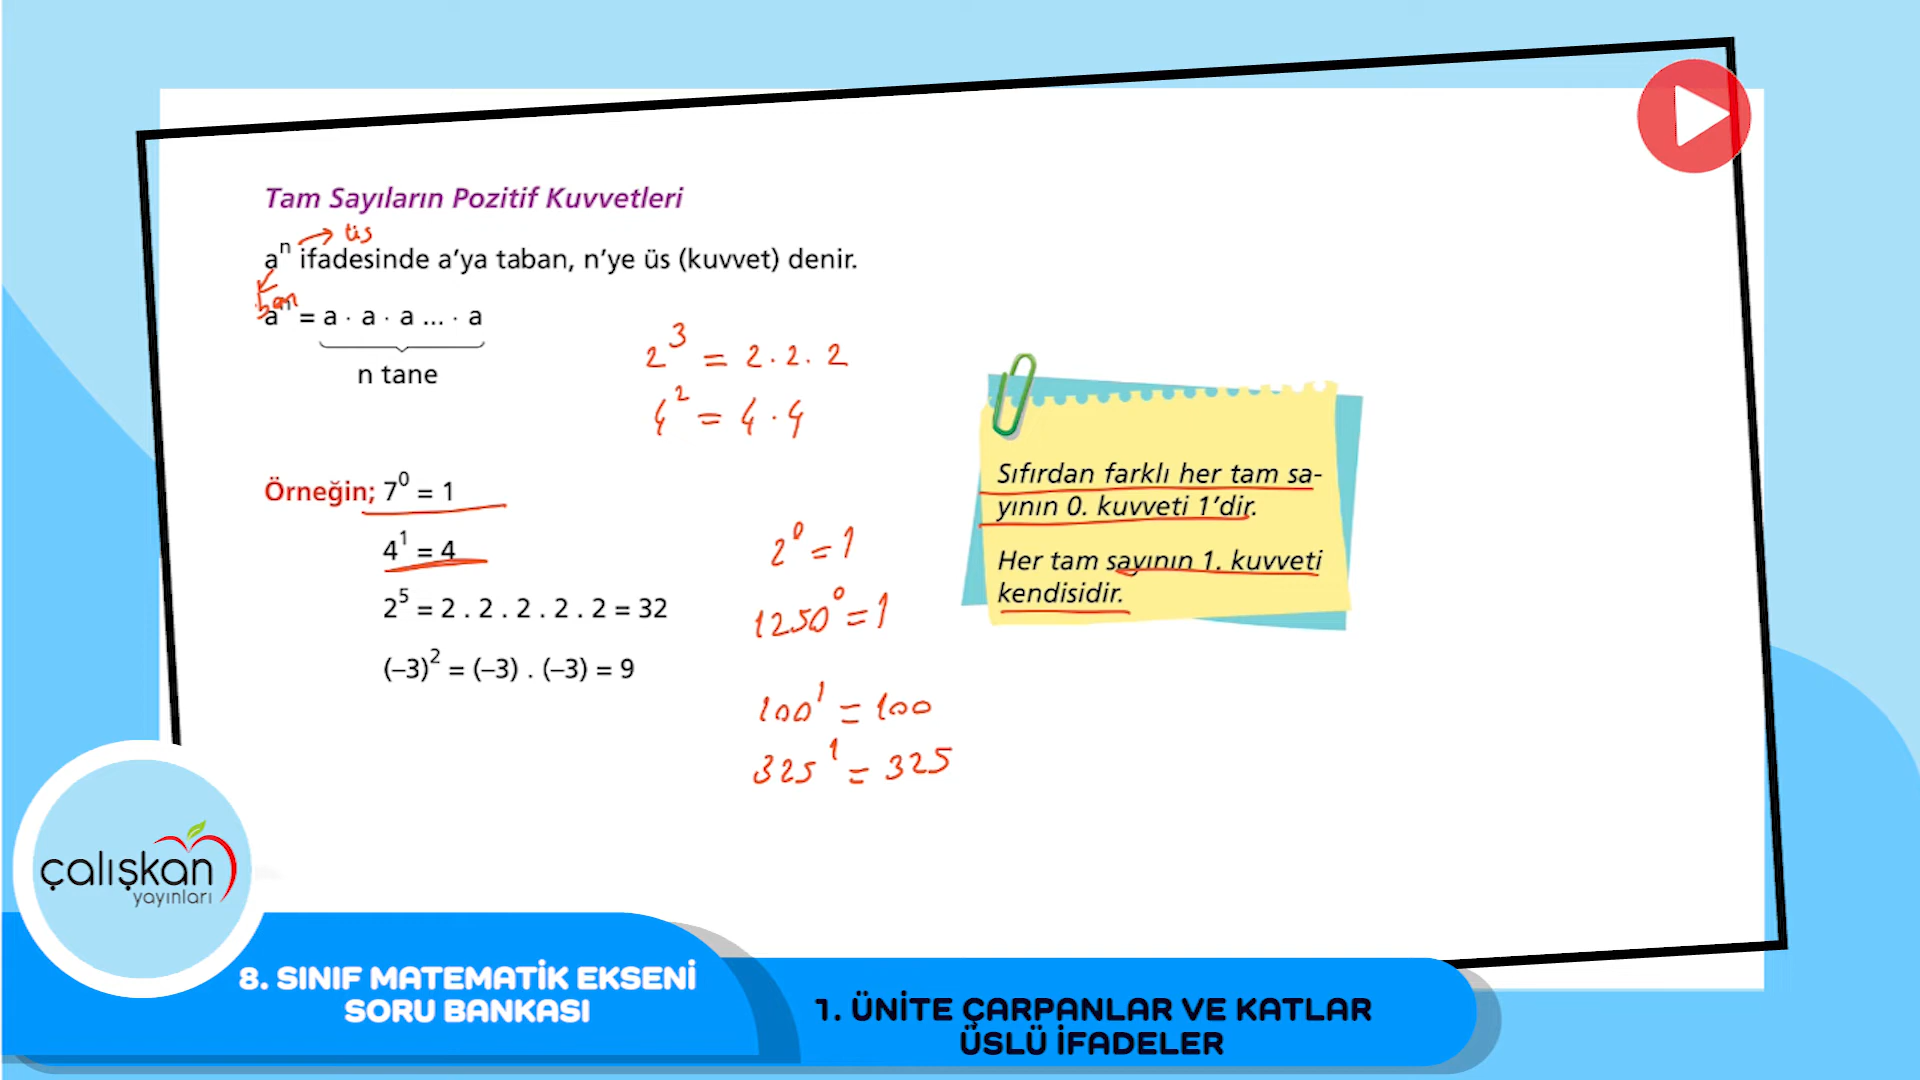 Tam Sayıların Pozitif Kuvvetleri
üs
aⁿ ifadesinde a'ya taban, n'ye üs (kuvvet) denir.
aⁿ = a · a · a ... · a
n tane
2³ = 2 · 2 · 2
4² = 4 · 4
Örneğin; 7⁰ = 1
4¹ = 4
2⁵ = 2 . 2 . 2 . 2 . 2 = 32
(–3)² = (–3) . (–3) = 9
2⁰ = 1
1250⁰ = 1
100¹ = 100
325¹ = 325
Sıfırdan farklı her tam sa-
yının 0. kuvveti 1'dir.
Her tam sayının 1. kuvveti
kendisidir.
çalışkan
yayınları
8. SINIF MATEMATİK EKSENİ
SORU BANKASI
1. ÜNİTE ÇARPANLAR VE KATLAR
ÜSLÜ İFADELER